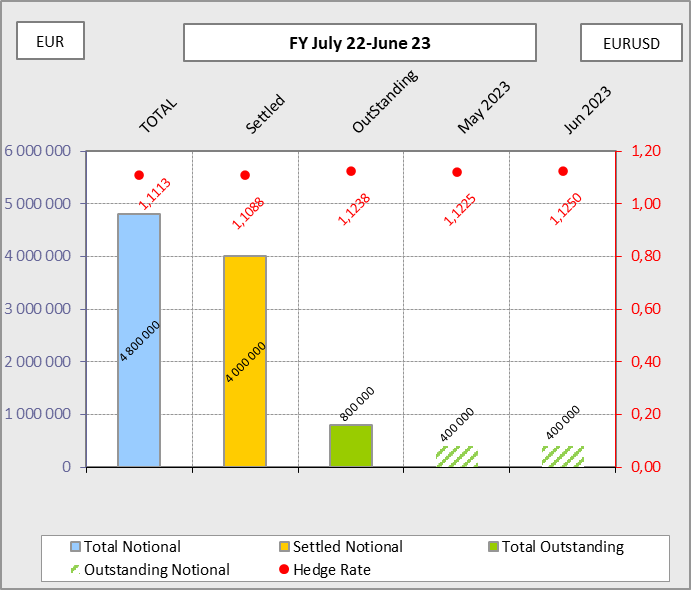 EUR
FY July 22-June 23
EURUSD
TOTAL
Settled
OutStanding
May 2023
Jun 2023
6 000 000
5 000 000
4 000 000
3 000 000
2 000 000
1 000 000
0
1,20
1,00
0,80
0,60
0,40
0,20
0,00
1,1113
1,1088
1,1238
1,1225
1,1250
4 800 000
4 000 000
800 000
400 000
400 000
Total Notional
Settled Notional
Total Outstanding
Outstanding Notional
Hedge Rate